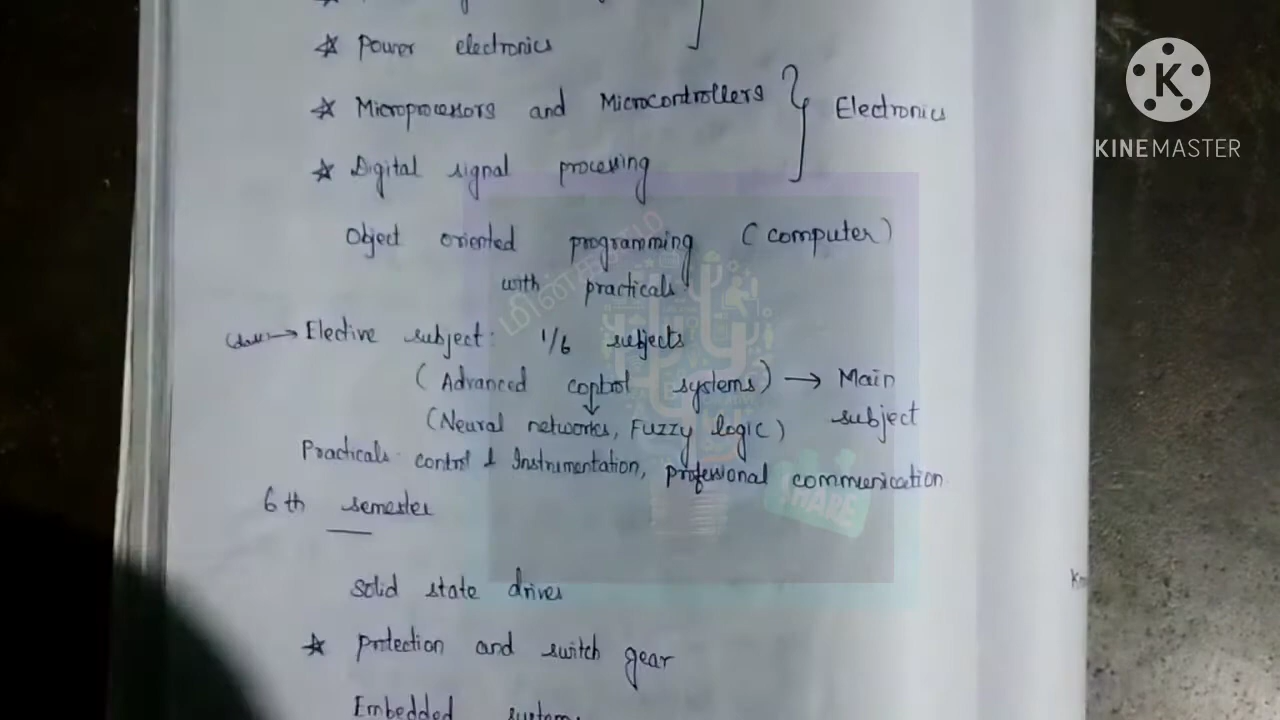 ☆ Power electronics
☆ Microprocessors and Microcontrollers } Electronics
☆ Digital signal processing
Object oriented programming (computer)
with practicals
→ Elective subject: 1/6 subjects
(Advanced control systems) → Main
subject
(Neural networks, Fuzzy logic)
Practicals: control & Instrumentation, professional communication
6th semester
solid state drives
☆ protection and switch gear
Embedded systems
K
KINEMASTER
SHARE